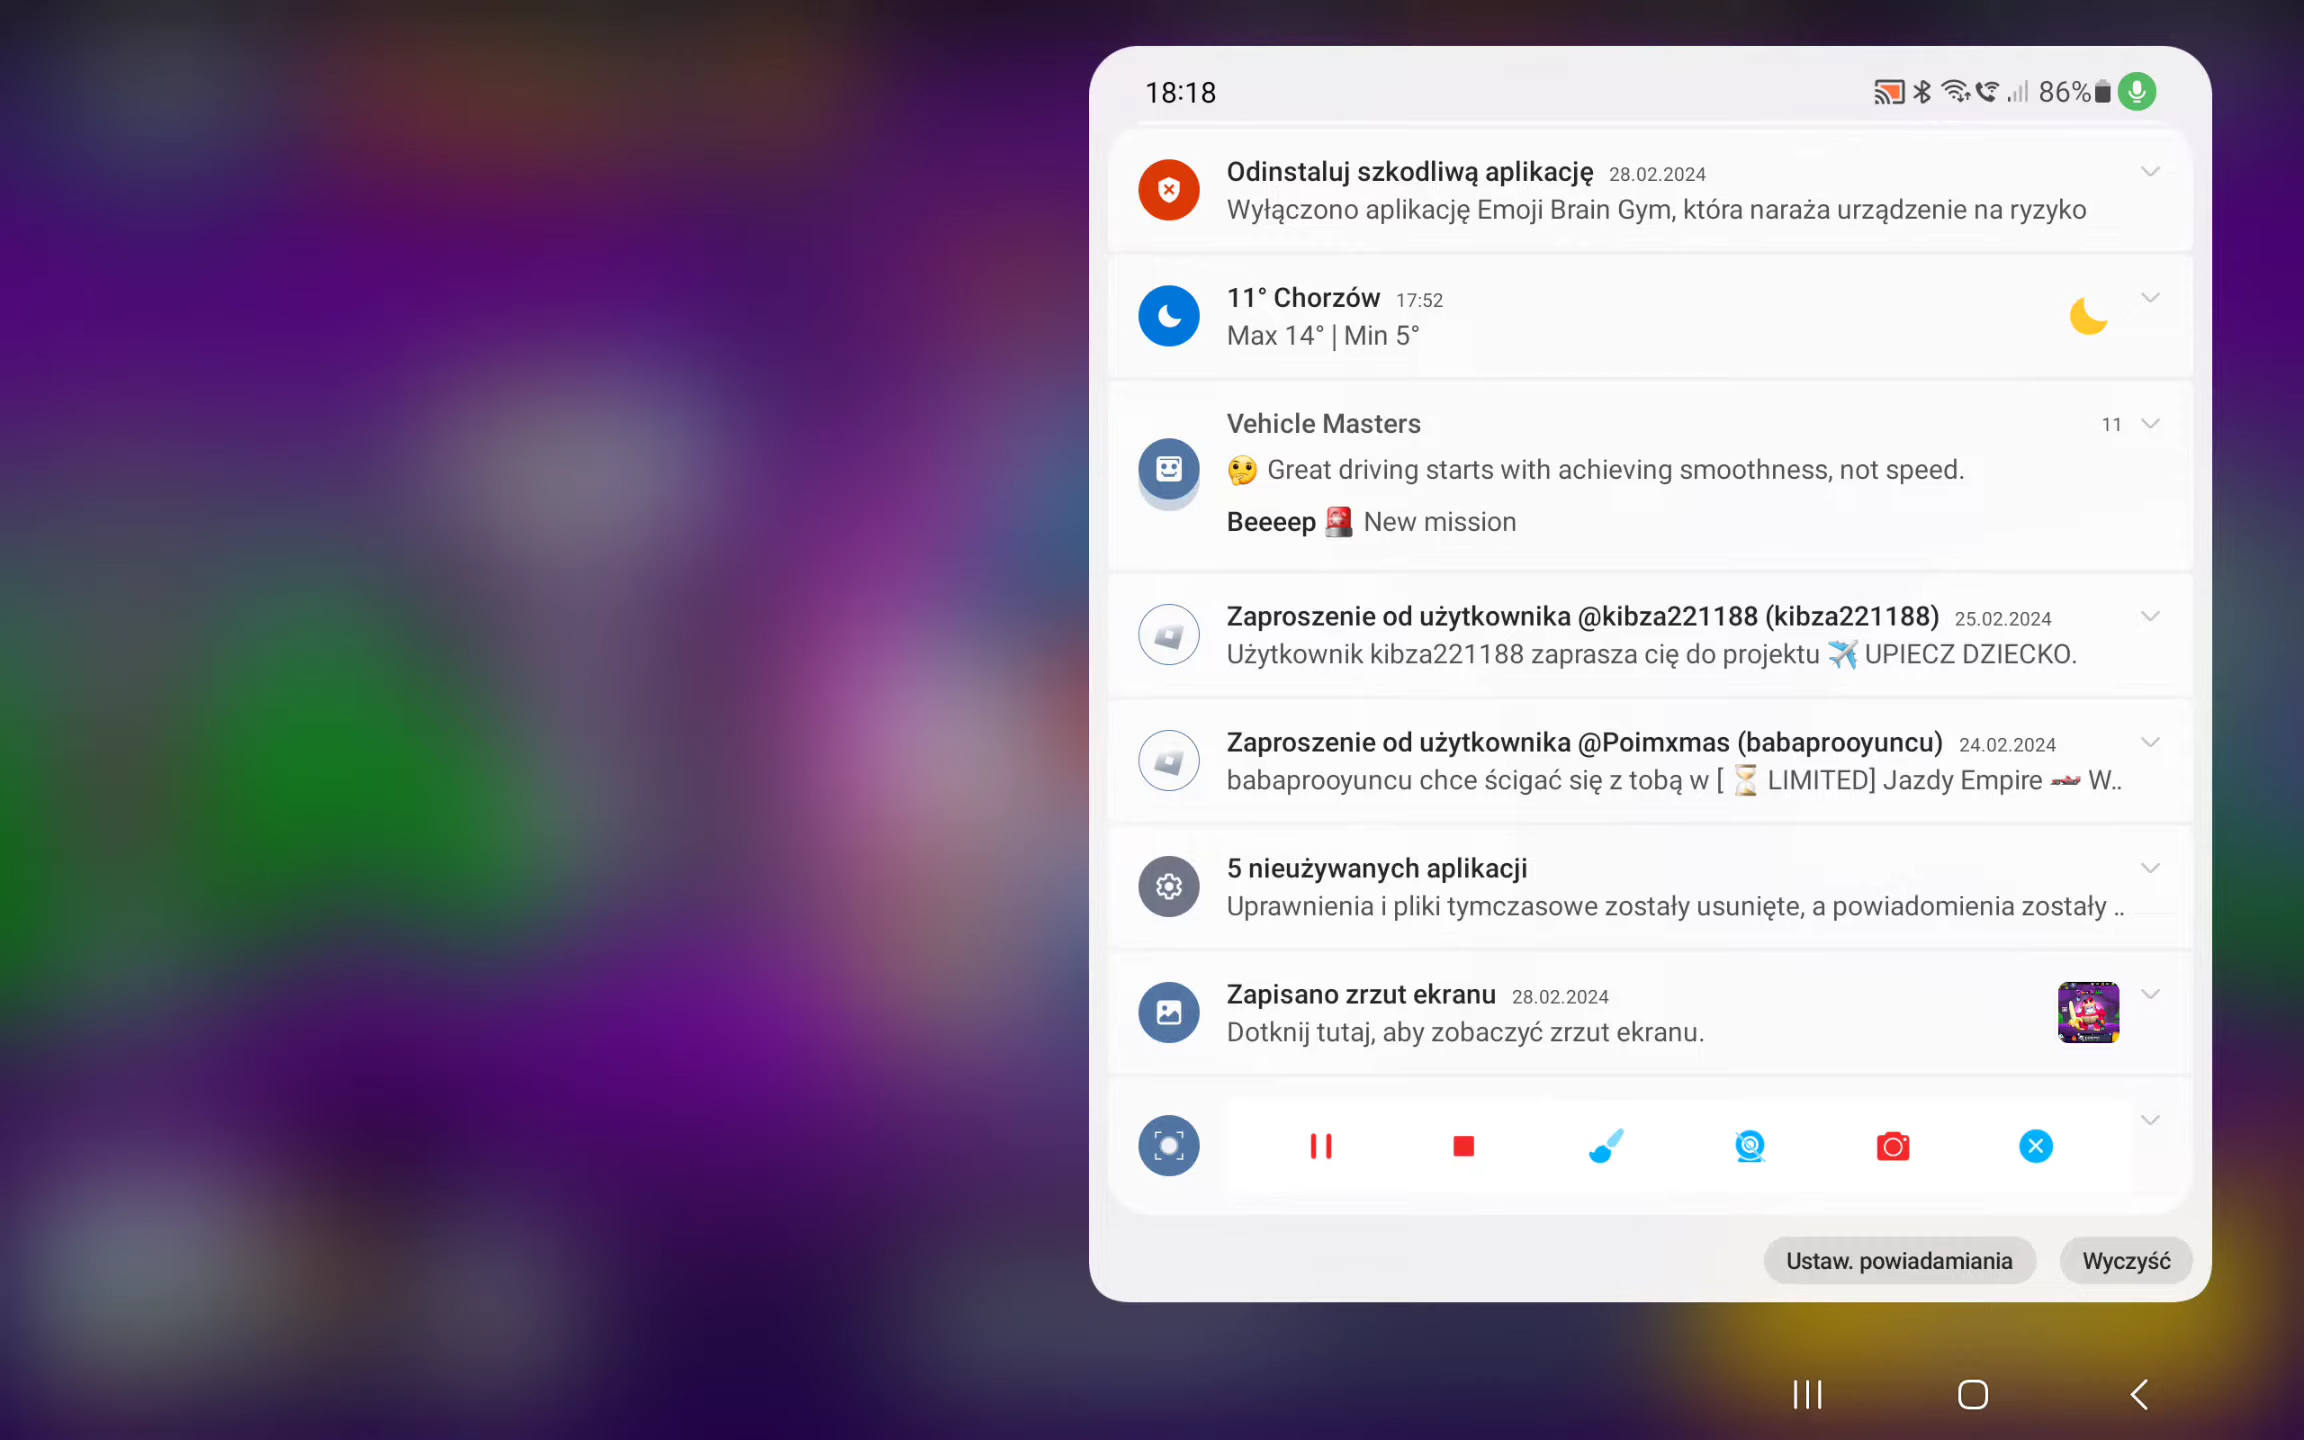 18:18
86%
Odinstaluj szkodliwą aplikację 28.02.2024
Wyłączono aplikację Emoji Brain Gym, która naraża urządzenie na ryzyko
11° Chorzów 17:52
Max 14° | Min 5°
Vehicle Masters 11
🤔 Great driving starts with achieving smoothness, not speed.
Beeeep 🚨 New mission
Zaproszenie od użytkownika @kibza221188 (kibza221188) 25.02.2024
Użytkownik kibza221188 zaprasza cię do projektu ✈️ UPIECZ DZIECKO.
Zaproszenie od użytkownika @Poimxmas (babaprooyuncu) 24.02.2024
babaprooyuncu chce ścigać się z tobą w [ ⏳ LIMITED] Jazdy Empire 🏎️ W..
5 nieużywanych aplikacji
Uprawnienia i pliki tymczasowe zostały usunięte, a powiadomienia zostały ..
Zapisano zrzut ekranu 28.02.2024
Dotknij tutaj, aby zobaczyć zrzut ekranu.
Ustaw. powiadamiania
Wyczyść